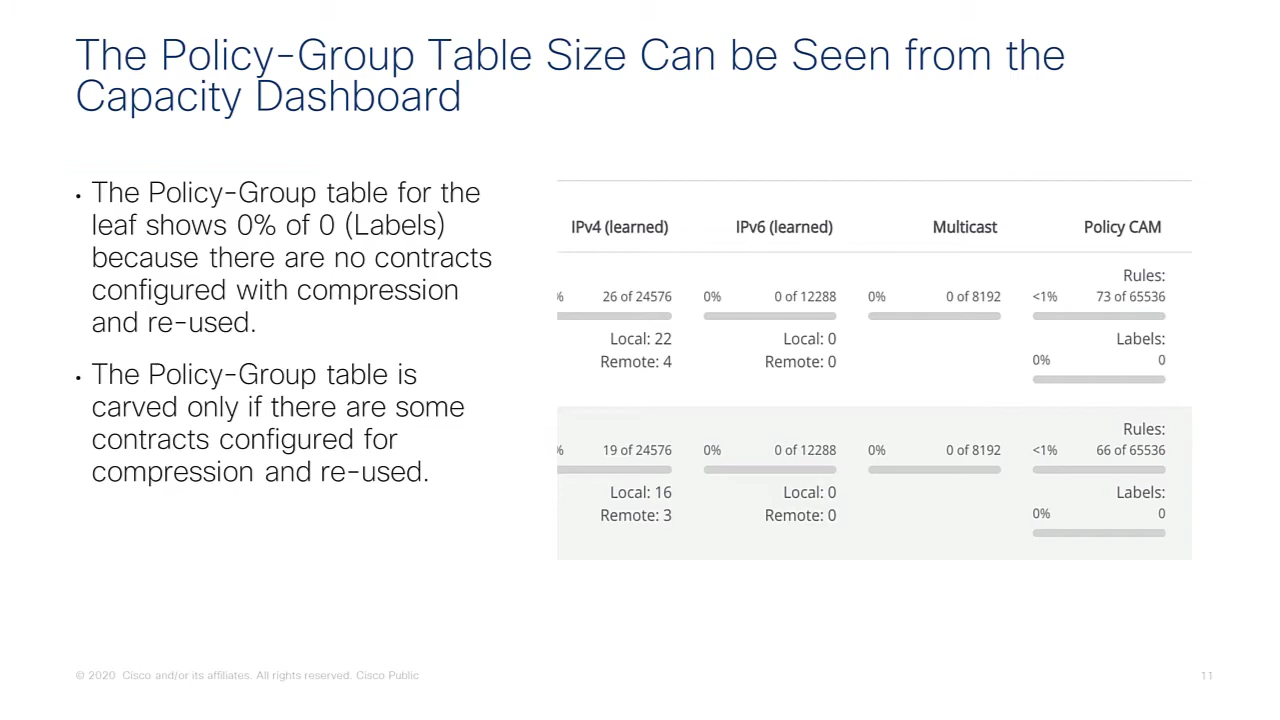 The Policy-Group Table Size Can be Seen from the
Capacity Dashboard
• The Policy-Group table for the
leaf shows 0% of 0 (Labels)
because there are no contracts
configured with compression
and re-used.
• The Policy-Group table is
carved only if there are some
contracts configured for
compression and re-used.
IPv4 (learned) IPv6 (learned) Multicast Policy CAM
Rules:
% 26 of 24576 0% 0 of 12288 0% 0 of 8192 <1% 73 of 65536
Local: 22 Local: 0 Labels:
Remote: 4 Remote: 0 0% 0
Rules:
% 19 of 24576 0% 0 of 12288 0% 0 of 8192 <1% 66 of 65536
Local: 16 Local: 0 Labels:
Remote: 3 Remote: 0 0% 0
© 2020 Cisco and/or its affiliates. All rights reserved. Cisco Public 11